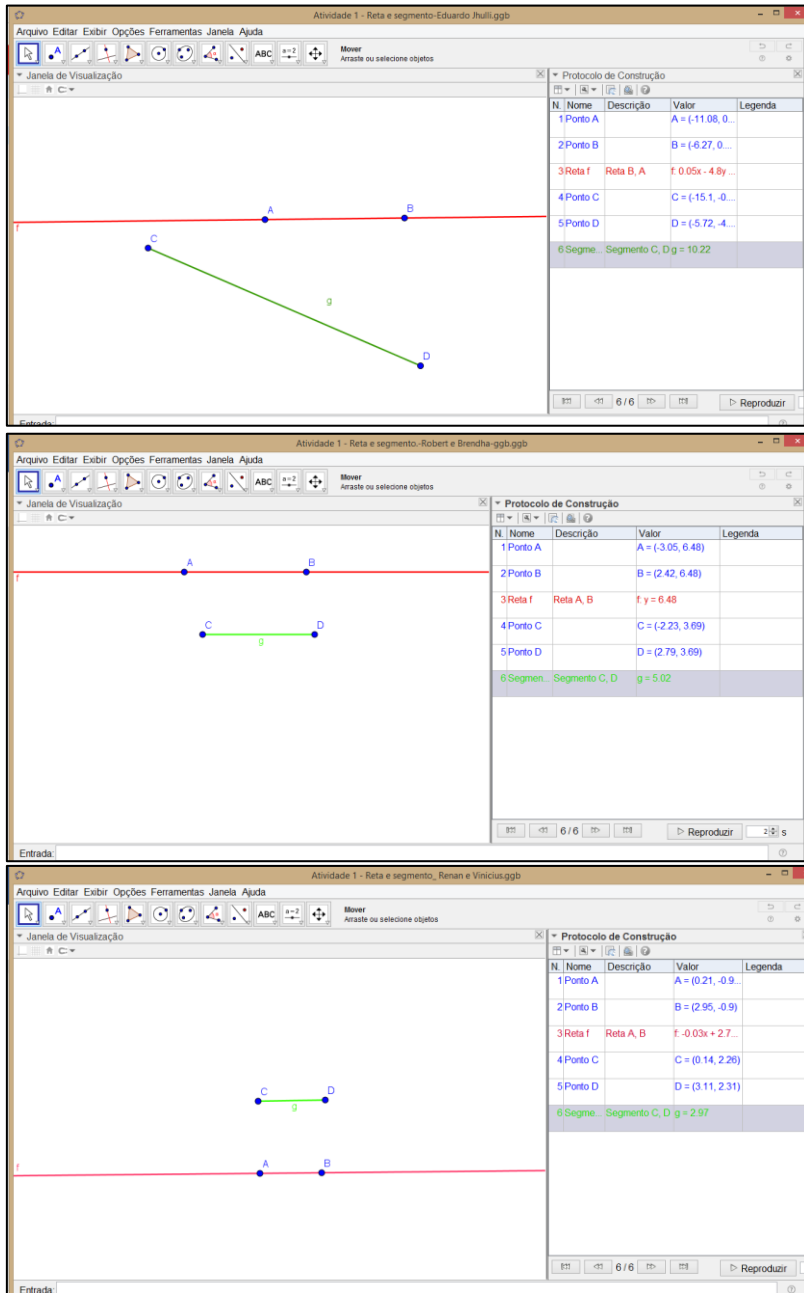 Atividade 1 - Reta e segmento-Eduardo Jhulli.ggb
Arquivo Editar Exibir Opções Ferramentas Janela Ajuda
A ABC a=2 Mover
Arraste ou selecione objetos
Janela de Visualização
Protocolo de Construção
N. Nome Descrição Valor Legenda
1 Ponto A A = (-11.08, 0...
2 Ponto B B = (-6.27, 0....
3 Reta f Reta B, A f: 0.05x - 4.8y ...
4 Ponto C C = (-15.1, -0....
5 Ponto D D = (-5.72, -4....
6 Segme... Segmento C, D g = 10.22
A B
f
C
g
D
6 / 6 Reproduzir
Entrada:
Atividade 1 - Reta e segmento.-Robert e Brendha-ggb.ggb
Arquivo Editar Exibir Opções Ferramentas Janela Ajuda
A ABC a=2 Mover
Arraste ou selecione objetos
Janela de Visualização
Protocolo de Construção
N. Nome Descrição Valor Legenda
1 Ponto A A = (-3.05, 6.48)
2 Ponto B B = (2.42, 6.48)
3 Reta f Reta A, B f: y = 6.48
4 Ponto C C = (-2.23, 3.69)
5 Ponto D D = (2.79, 3.69)
6 Segmen... Segmento C, D g = 5.02
A B
f
C D
g
6 / 6 Reproduzir 2 s
Entrada:
Atividade 1 - Reta e segmento_ Renan e Vinicius.ggb
Arquivo Editar Exibir Opções Ferramentas Janela Ajuda
A ABC a=2 Mover
Arraste ou selecione objetos
Janela de Visualização
Protocolo de Construção
N. Nome Descrição Valor Legenda
1 Ponto A A = (0.21, -0.9...
2 Ponto B B = (2.95, -0.9)
3 Reta f Reta A, B f: -0.03x + 2.7...
4 Ponto C C = (0.14, 2.26)
5 Ponto D D = (3.11, 2.31)
6 Segme... Segmento C, D g = 2.97
C D
g
A B
f
6 / 6 Reproduzir
Entrada: